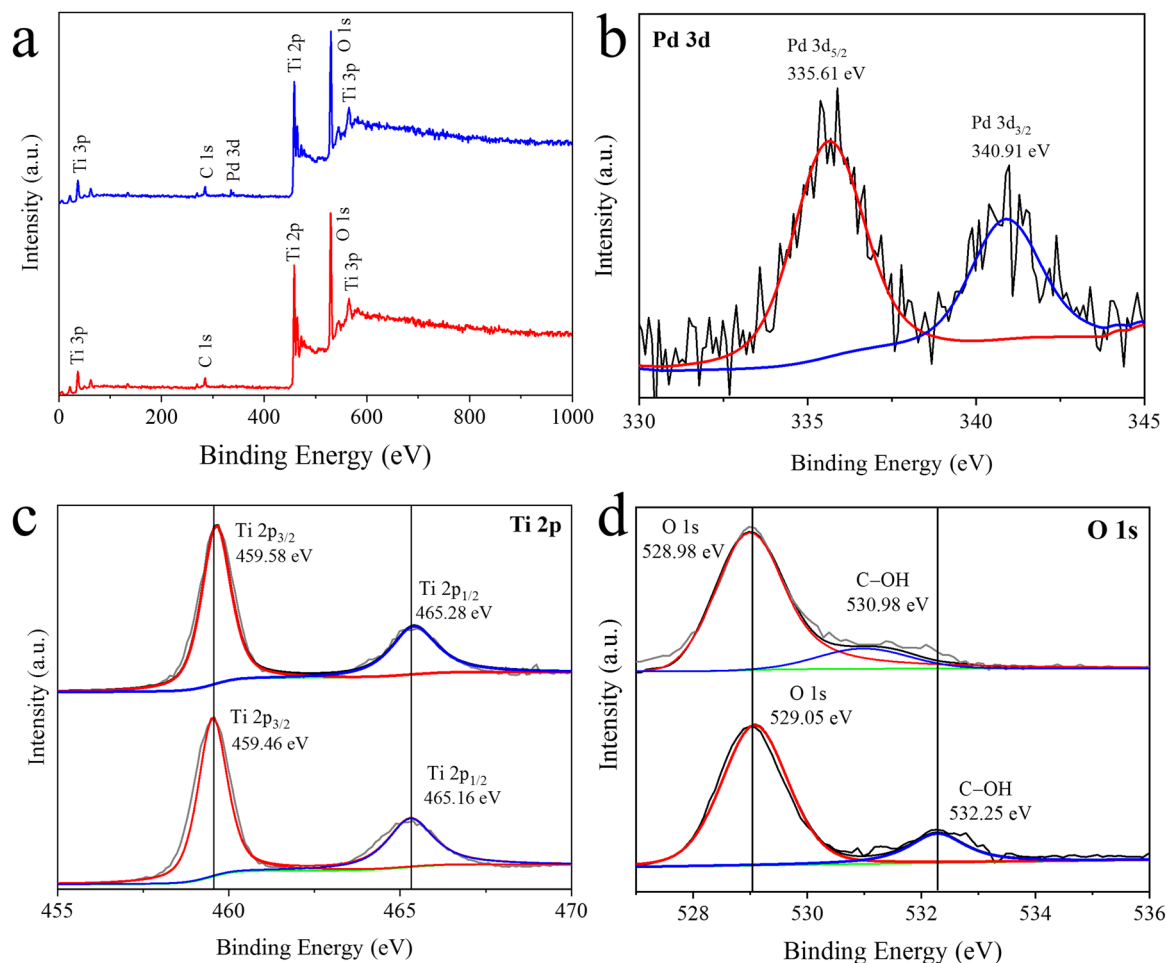 a
Ti 3p
C 1s
Pd 3d
Ti 2p
O 1s
Ti 3p
Ti 3p
C 1s
Ti 2p
O 1s
Ti 3p
Intensity (a.u.)
0
200
400
600
800
1000
Binding Energy (eV)
b
Pd 3d
Pd 3d5/2
335.61 eV
Pd 3d3/2
340.91 eV
Intensity (a.u.)
330
335
340
345
Binding Energy (eV)
c
Ti 2p
Ti 2p3/2
459.58 eV
Ti 2p1/2
465.28 eV
Ti 2p3/2
459.46 eV
Ti 2p1/2
465.16 eV
Intensity (a.u.)
455
460
465
470
Binding Energy (eV)
d
O 1s
O 1s
528.98 eV
C–OH
530.98 eV
O 1s
529.05 eV
C–OH
532.25 eV
Intensity (a.u.)
528
530
532
534
536
Binding Energy (eV)